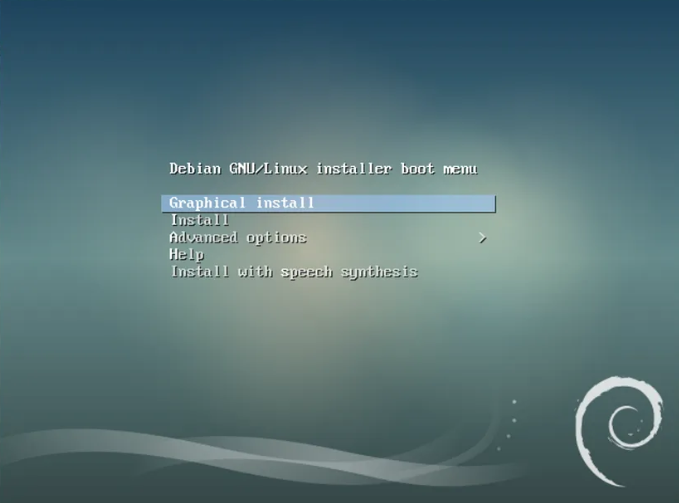 Debian GNU/Linux installer boot menu
Graphical install
Install
Advanced options >
Help
Install with speech synthesis